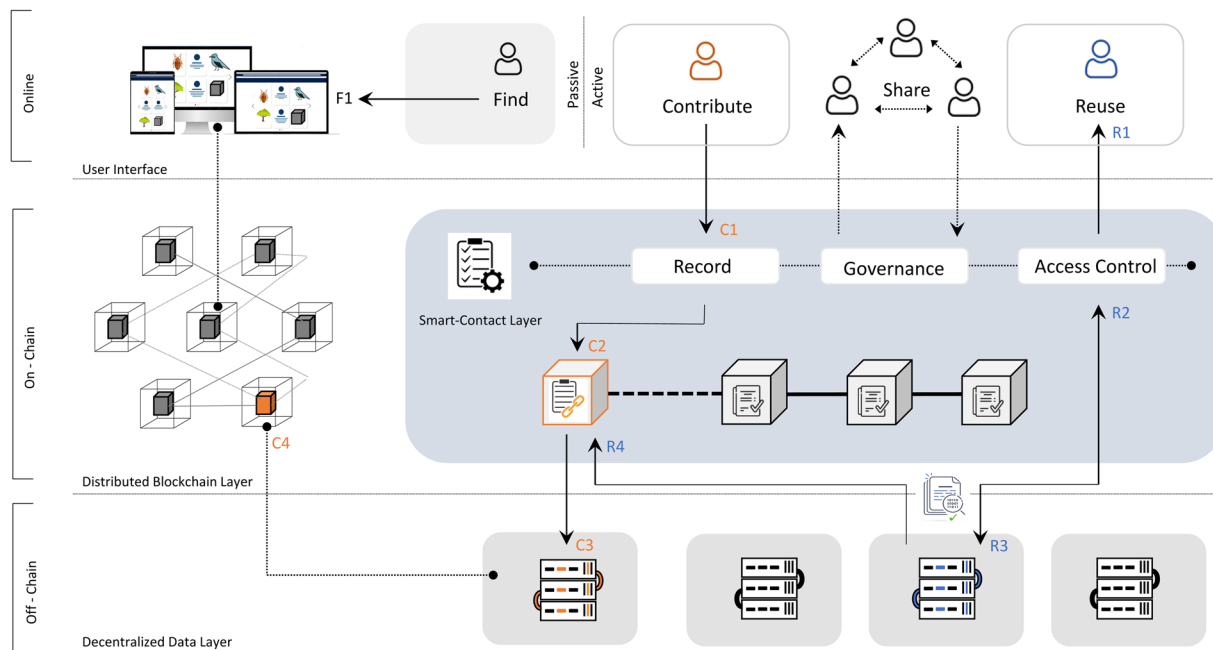 Online
F1
Find
Passive
Active
Contribute
Share
Reuse
R1
User Interface
On - Chain
C1
Record
Governance
Access Control
Smart-Contact Layer
R2
C2
C4
R4
Distributed Blockchain Layer
Off - Chain
C3
R3
Decentralized Data Layer